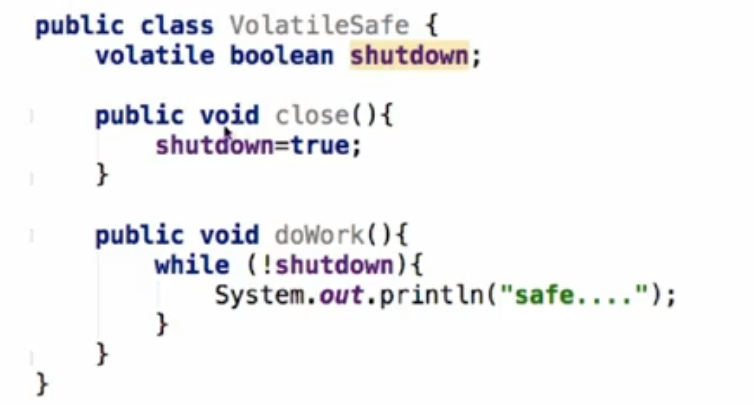 public class VolatileSafe {
    volatile boolean shutdown;
    public void close(){
        shutdown=true;
    }
    public void doWork(){
        while (!shutdown){
            System.out.println("safe....");
        }
    }
}